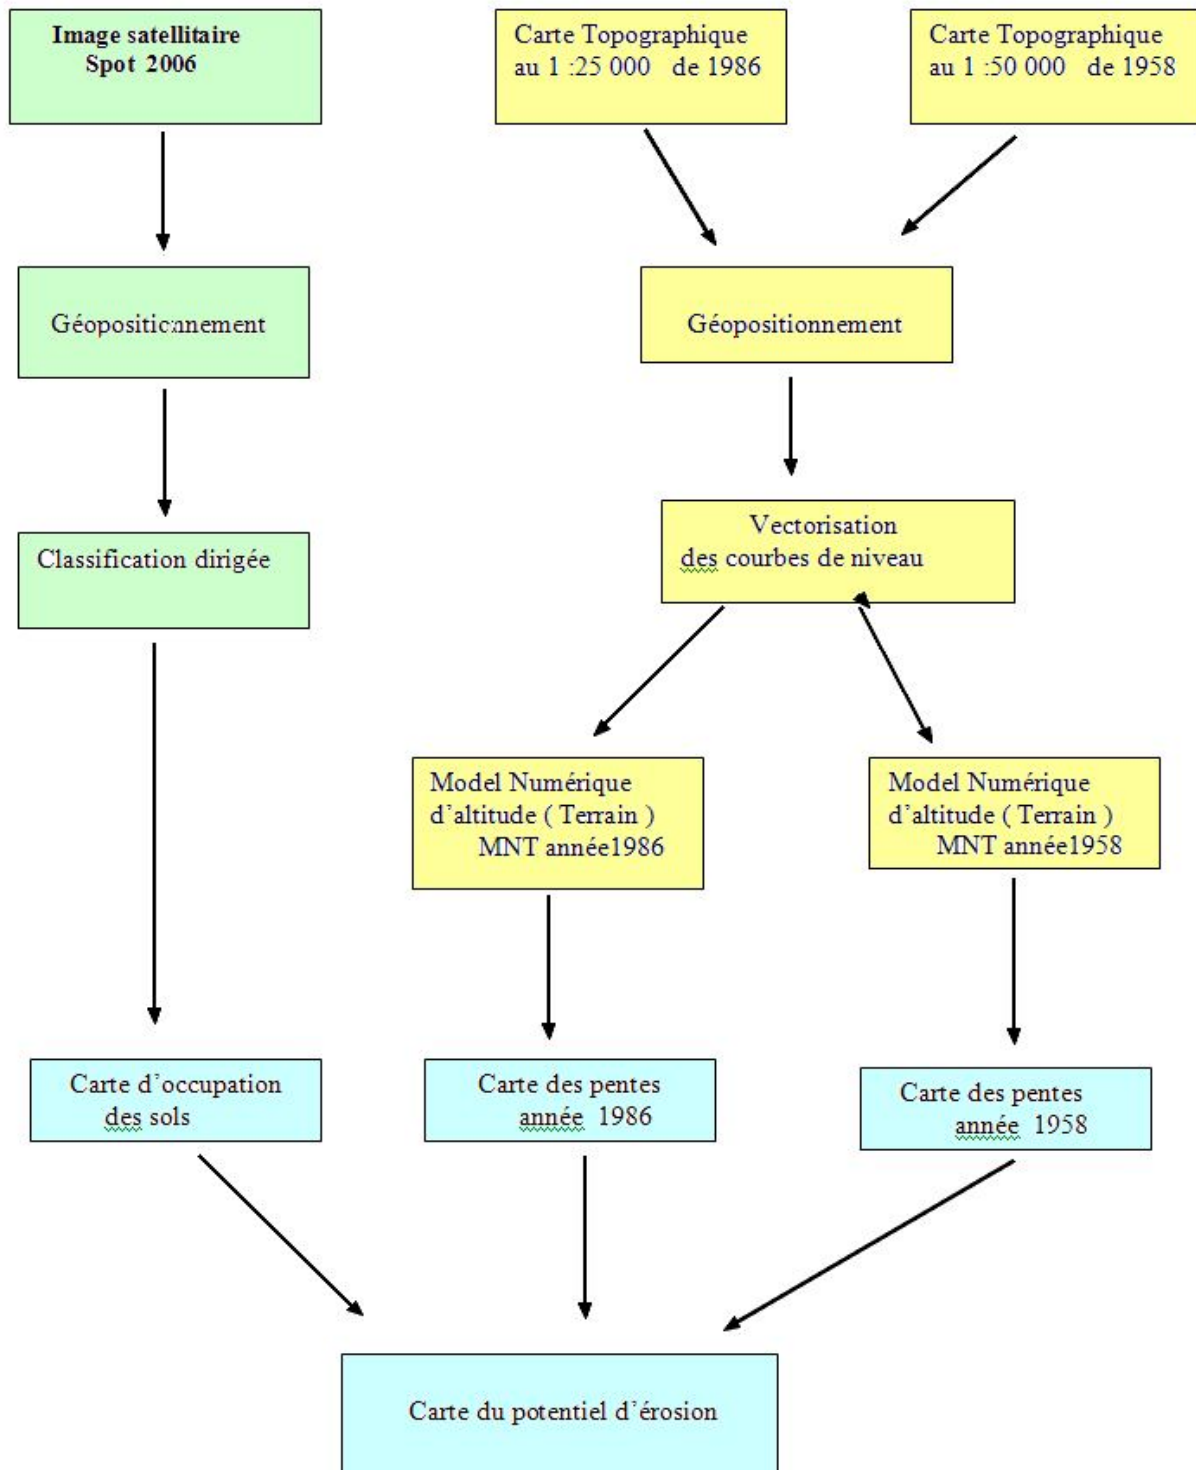 Image satellitaire
Spot 2006
Carte Topographique
au 1 :25 000 de 1986
Carte Topographique
au 1 :50 000 de 1958
Géopositionnement
Géopositionnement
Classification dirigée
Vectorisation
des courbes de niveau
Model Numérique
d’altitude ( Terrain )
MNT année1986
Model Numérique
d’altitude ( Terrain )
MNT année1958
Carte d’occupation
des sols
Carte des pentes
année 1986
Carte des pentes
année 1958
Carte du potentiel d’érosion